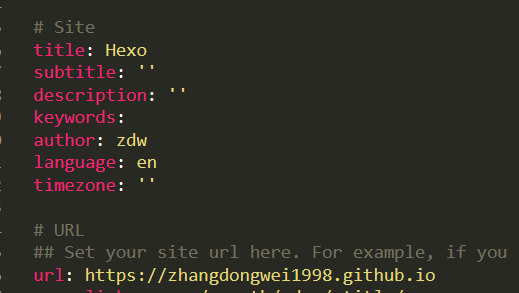 # Site
title: Hexo
subtitle: ''
description: ''
keywords:
author: zdw
language: en
timezone: ''
# URL
## Set your site url here. For example, if you
url: https://zhangdongwei1998.github.io